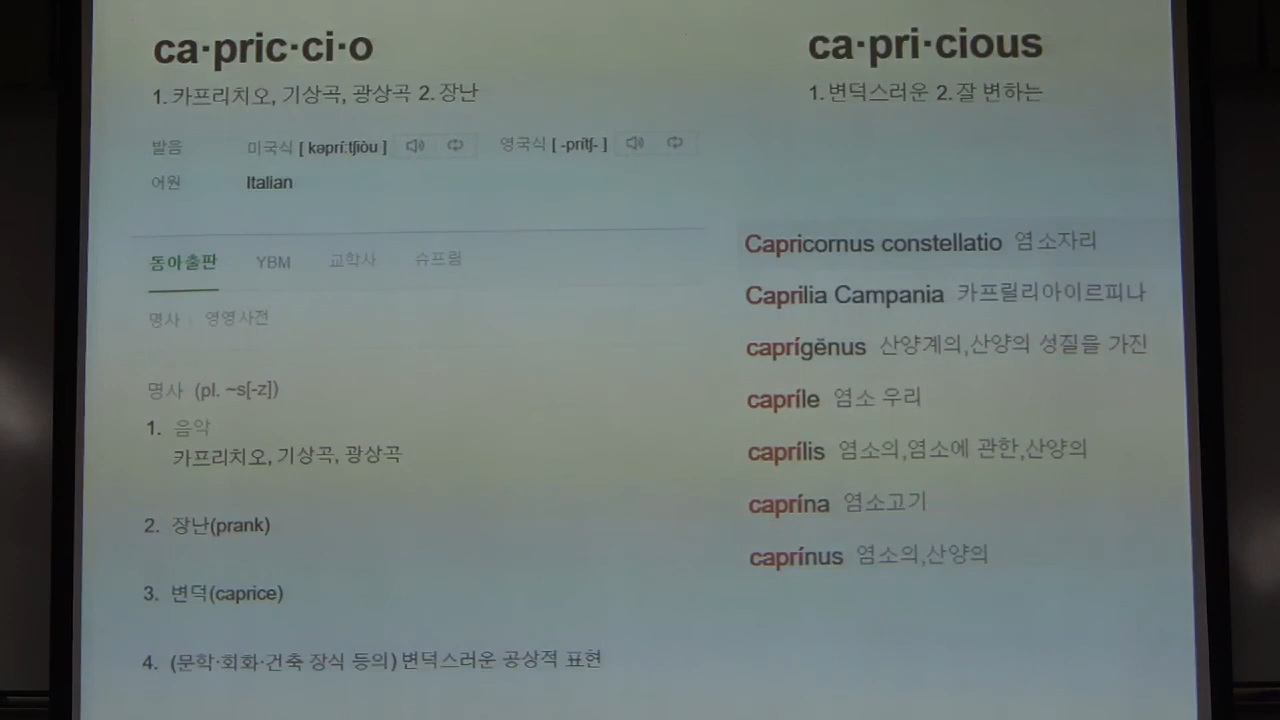 ca·pric·ci·o
1. 카프리치오, 기상곡, 광상곡 2. 장난
발음 미국식 [ kəpríːtʃiòu ] 영국식 [ -prítʃ- ]
어원 Italian
동아출판 YBM 교학사 슈프림
명사 영영사전
명사 (pl. ~s[-z])
1. 음악
카프리치오, 기상곡, 광상곡
2. 장난(prank)
3. 변덕(caprice)
4. (문학·회화·건축 장식 등의) 변덕스러운 공상적 표현
ca·pri·cious
1. 변덕스러운 2. 잘 변하는
Capricornus constellatio 염소자리
Caprilia Campania 카프릴리아이르피나
caprígĕnus 산양계의,산양의 성질을 가진
capríle 염소 우리
caprílis 염소의,염소에 관한,산양의
caprína 염소고기
caprínus 염소의,산양의